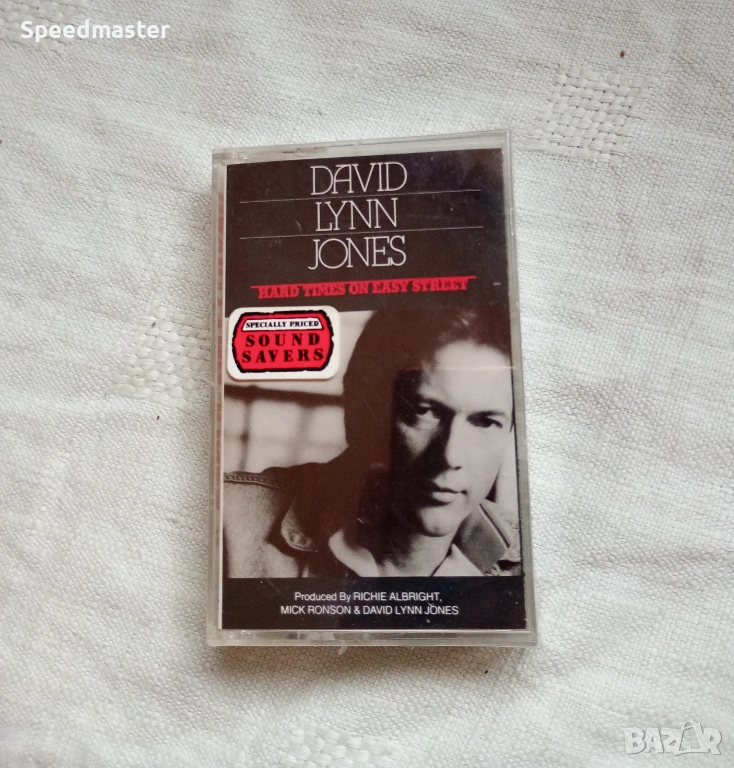 Speedmaster
DAVID
LYNN
JONES
HARD TIMES ON EASY STREET
SPECIALLY PRICED
SOUND
SAVERS
Produced By RICHIE ALBRIGHT,
MICK RONSON & DAVID LYNN JONES
BAZAR